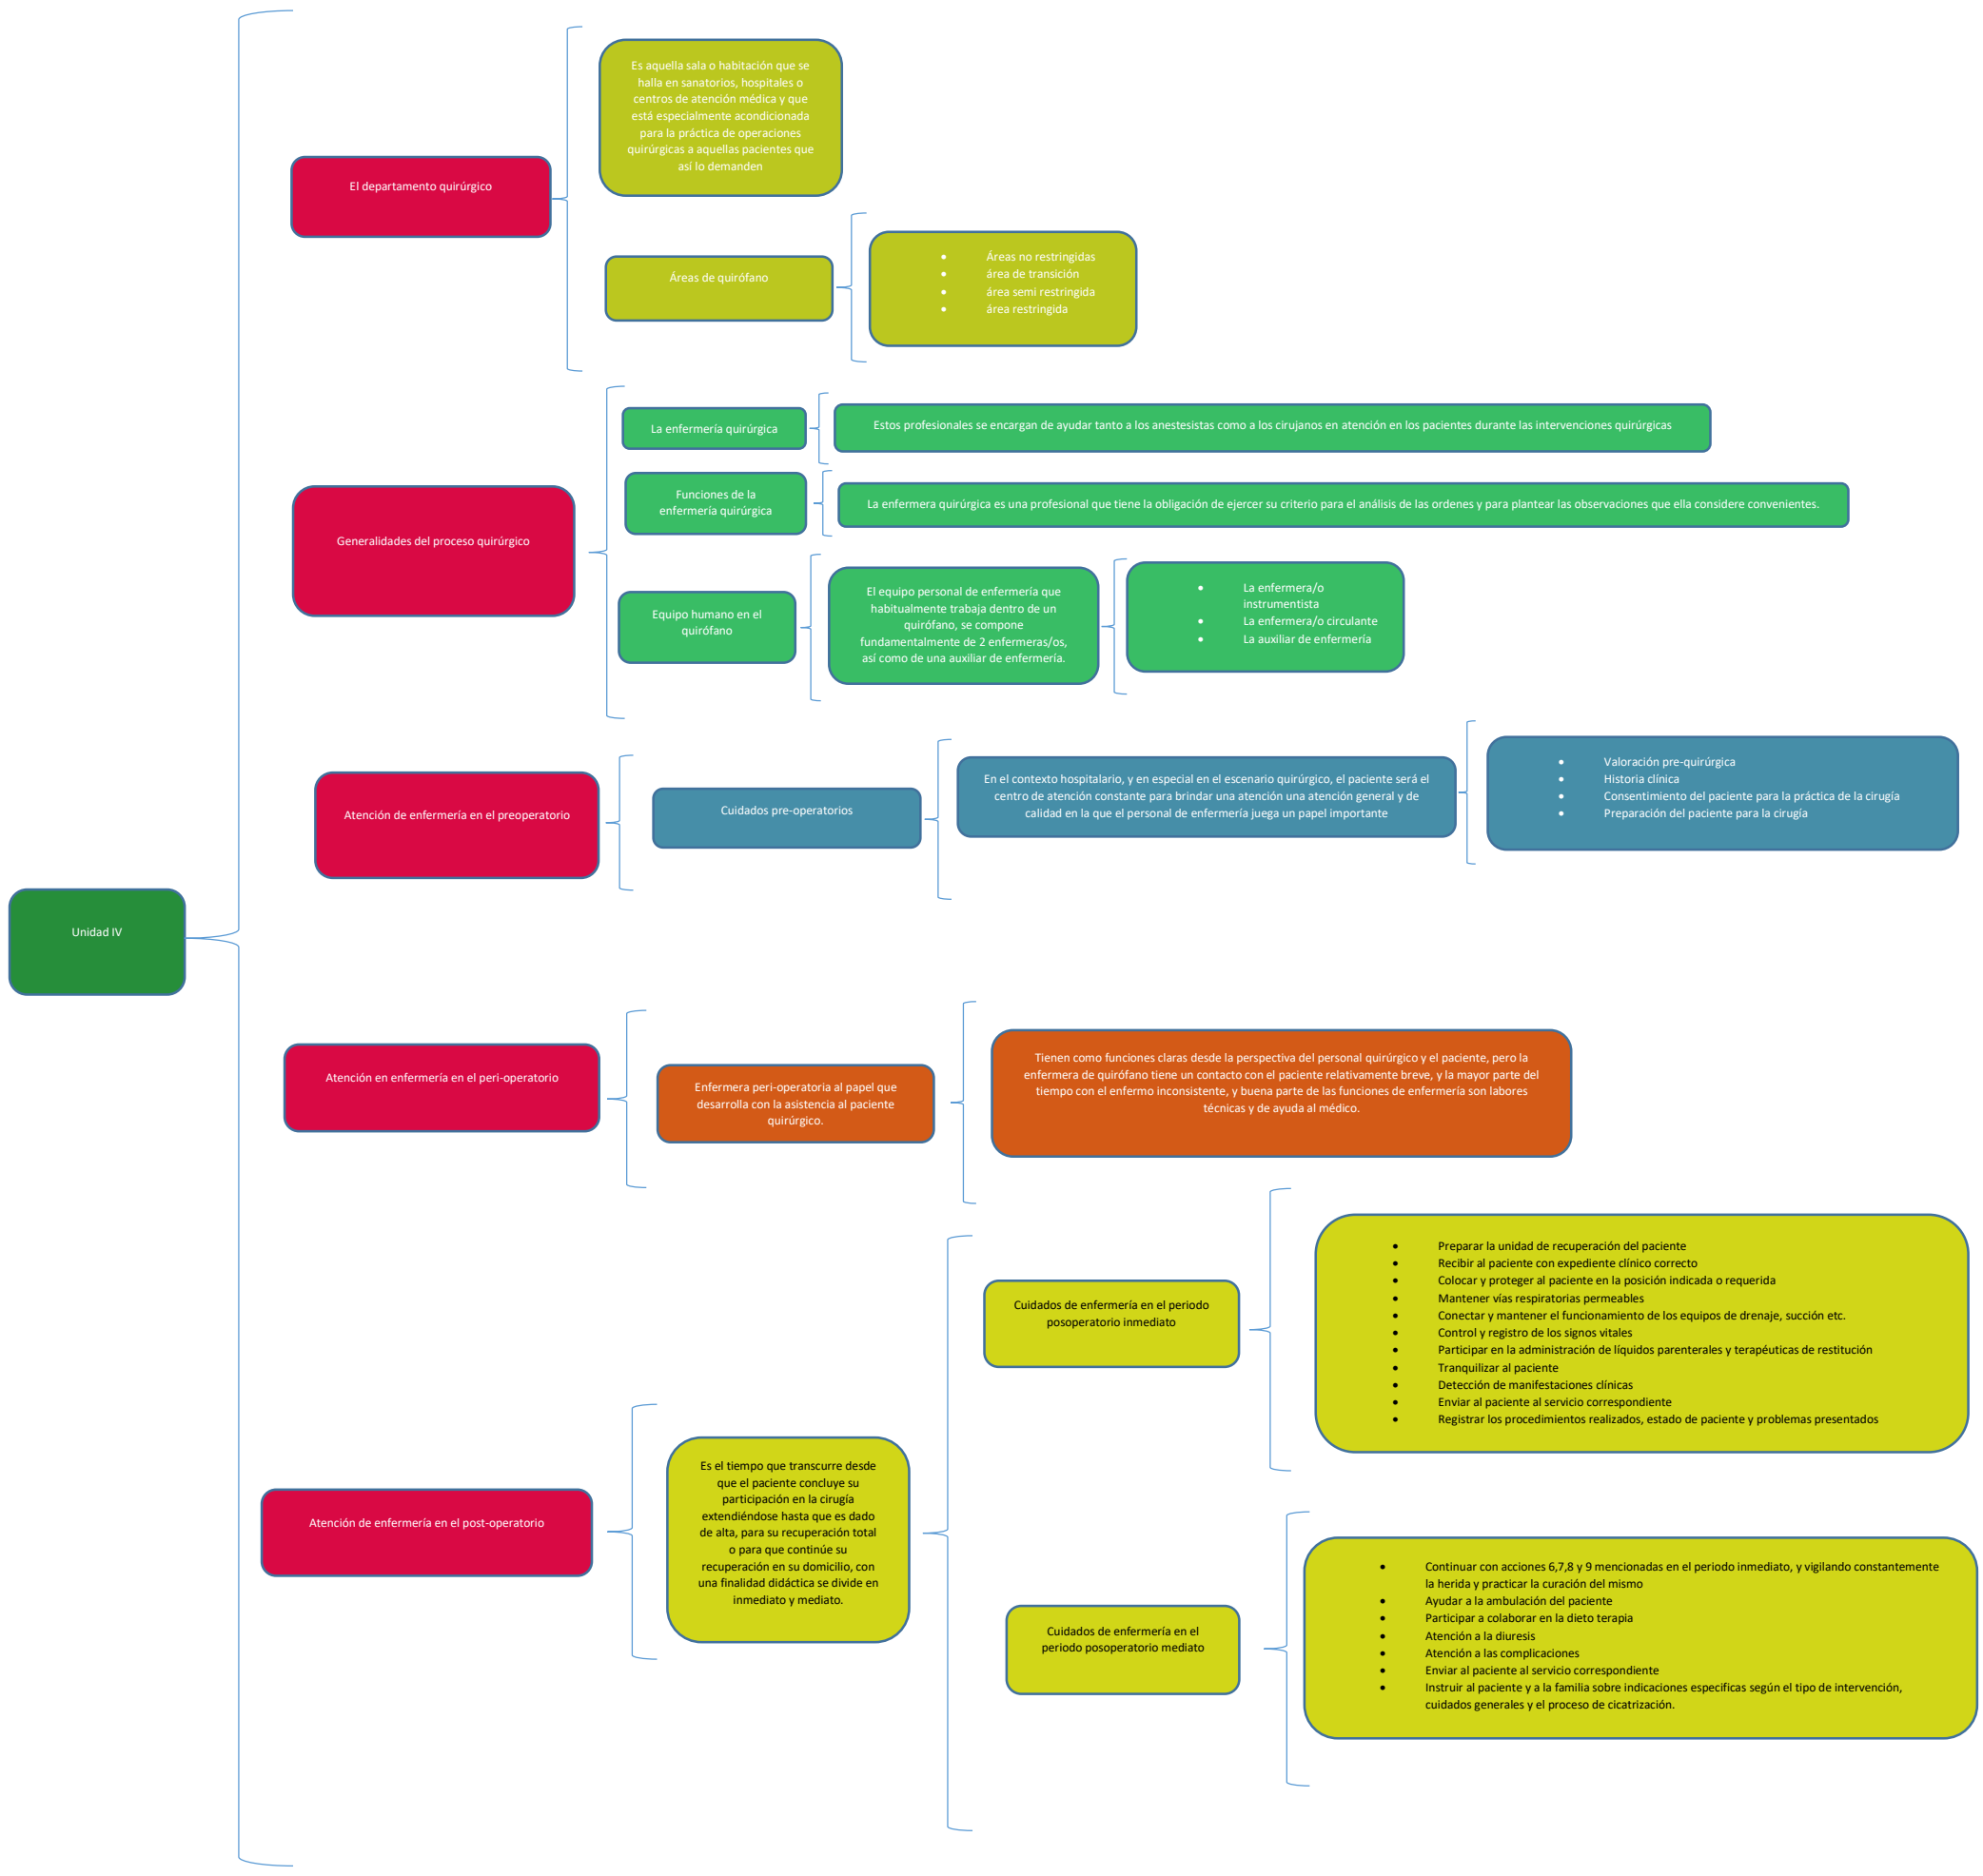 Es aquella sala o habitación que se
halla en sanatorios, hospitales o
centros de atención médica y que
está especialmente acondicionada
para la práctica de operaciones
quirúrgicas a aquellas pacientes que
así lo demanden
El departamento quirúrgico
Áreas de quirófano
• Áreas no restringidas
• área de transición
• área semi restringida
• área restringida
La enfermería quirúrgica
Estos profesionales se encargan de ayudar tanto a los anestesistas como a los cirujanos en atención en los pacientes durante las intervenciones quirúrgicas
Funciones de la
enfermería quirúrgica
La enfermera quirúrgica es una profesional que tiene la obligación de ejercer su criterio para el análisis de las ordenes y para plantear las observaciones que ella considere convenientes.
Generalidades del proceso quirúrgico
Equipo humano en el
quirófano
El equipo personal de enfermería que
habitualmente trabaja dentro de un
quirófano, se compone
fundamentalmente de 2 enfermeras/os,
así como de una auxiliar de enfermería.
• La enfermera/o
instrumentista
• La enfermera/o circulante
• La auxiliar de enfermería
Atención de enfermería en el preoperatorio
Cuidados pre-operatorios
En el contexto hospitalario, y en especial en el escenario quirúrgico, el paciente será el
centro de atención constante para brindar una atención una atención general y de
calidad en la que el personal de enfermería juega un papel importante
• Valoración pre-quirúrgica
• Historia clínica
• Consentimiento del paciente para la práctica de la cirugía
• Preparación del paciente para la cirugía
Unidad IV
Atención en enfermería en el peri-operatorio
Enfermera peri-operatoria al papel que
desarrolla con la asistencia al paciente
quirúrgico.
Tienen como funciones claras desde la perspectiva del personal quirúrgico y el paciente, pero la
enfermera de quirófano tiene un contacto con el paciente relativamente breve, y la mayor parte del
tiempo con el enfermo inconsistente, y buena parte de las funciones de enfermería son labores
técnicas y de ayuda al médico.
Atención de enfermería en el post-operatorio
Es el tiempo que transcurre desde
que el paciente concluye su
participación en la cirugía
extendiéndose hasta que es dado
de alta, para su recuperación total
o para que continúe su
recuperación en su domicilio, con
una finalidad didáctica se divide en
inmediato y mediato.
Cuidados de enfermería en el periodo
posoperatorio inmediato
• Preparar la unidad de recuperación del paciente
• Recibir al paciente con expediente clínico correcto
• Colocar y proteger al paciente en la posición indicada o requerida
• Mantener vías respiratorias permeables
• Conectar y mantener el funcionamiento de los equipos de drenaje, succión etc.
• Control y registro de los signos vitales
• Participar en la administración de líquidos parenterales y terapéuticas de restitución
• Tranquilizar al paciente
• Detección de manifestaciones clínicas
• Enviar al paciente al servicio correspondiente
• Registrar los procedimientos realizados, estado de paciente y problemas presentados
Cuidados de enfermería en el
periodo posoperatorio mediato
• Continuar con acciones 6,7,8 y 9 mencionadas en el periodo inmediato, y vigilando constantemente
la herida y practicar la curación del mismo
• Ayudar a la ambulación del paciente
• Participar a colaborar en la dieto terapia
• Atención a la diuresis
• Atención a las complicaciones
• Enviar al paciente al servicio correspondiente
• Instruir al paciente y a la familia sobre indicaciones especificas según el tipo de intervención,
cuidados generales y el proceso de cicatrización.